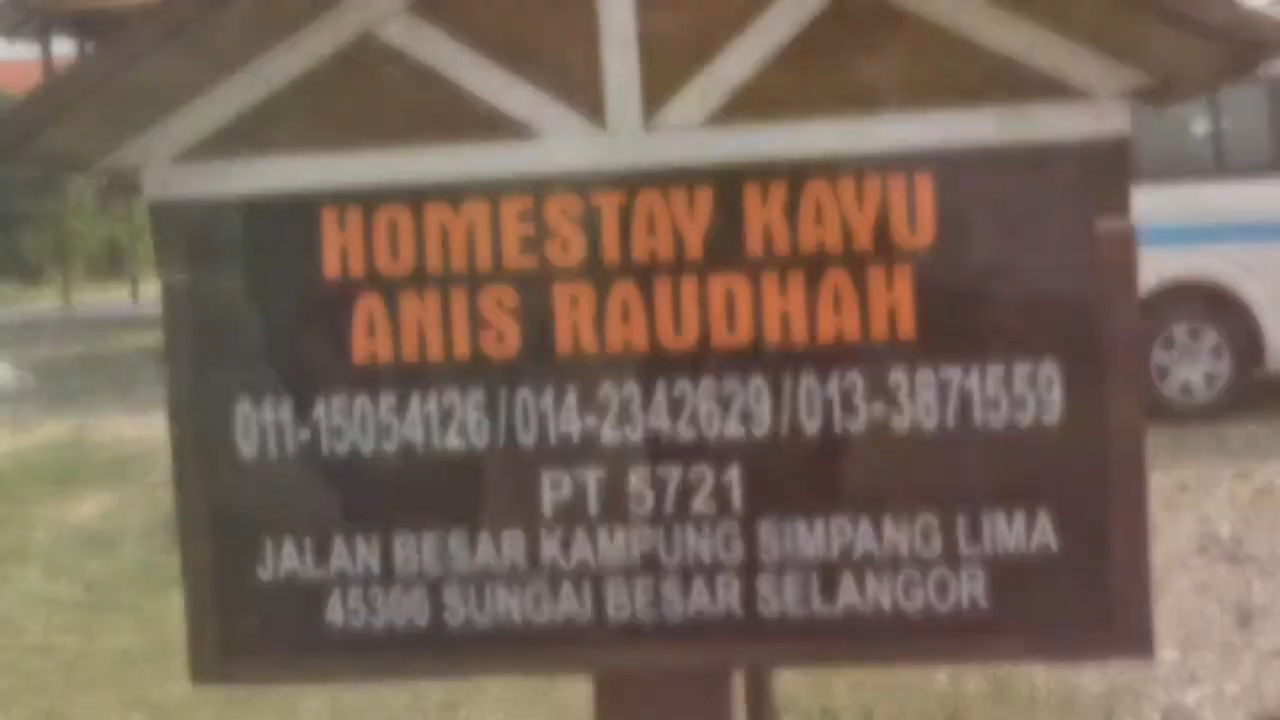 HOMESTAY KAYU
ANIS RAUDHAH
011-15054126/014-2342629/013-3871559
PT 5721
JALAN BESAR KAMPUNG SIMPANG LIMA
45300 SUNGAI BESAR SELANGOR